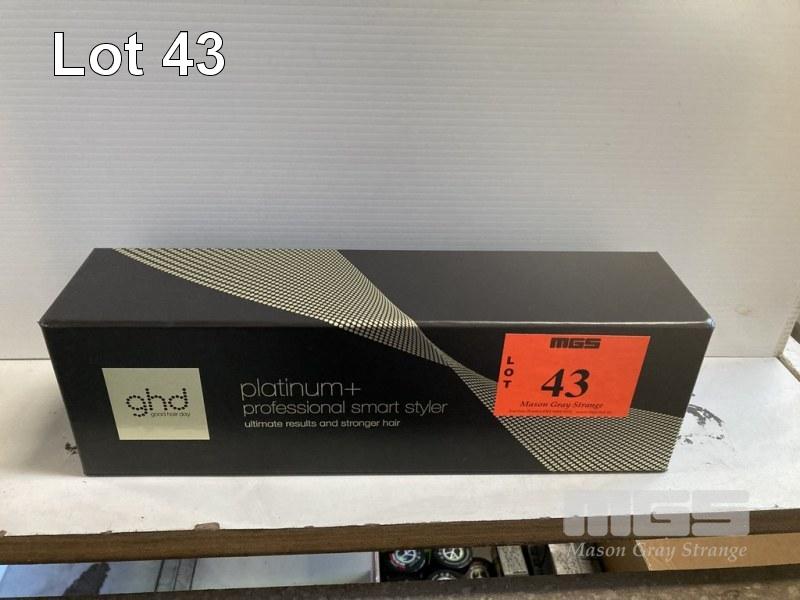 Lot 43
MGS
LOT
43
Mason Gray Strange
ghd
good hair day
platinum+
professional smart styler
ultimate results and stronger hair
MGS
Mason Gray Strange